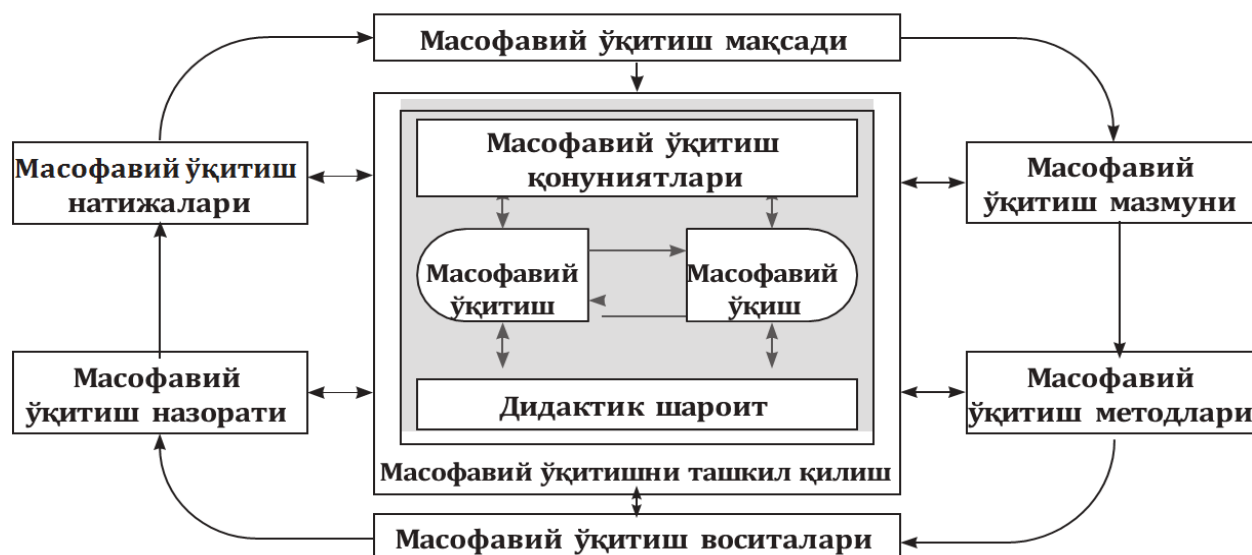 Масофавий ўқитиш мақсади
Масофавий ўқитиш
қонуниятлари
Масофавий ўқитиш
натижалари
Масофавий
ўқитиш мазмуни
Масофавий
ўқитиш
Масофавий
ўқиш
Масофавий
ўқитиш назорати
Дидактик шароит
Масофавий
ўқитиш методлари
Масофавий ўқитишни ташкил қилиш
Масофавий ўқитиш воситалари